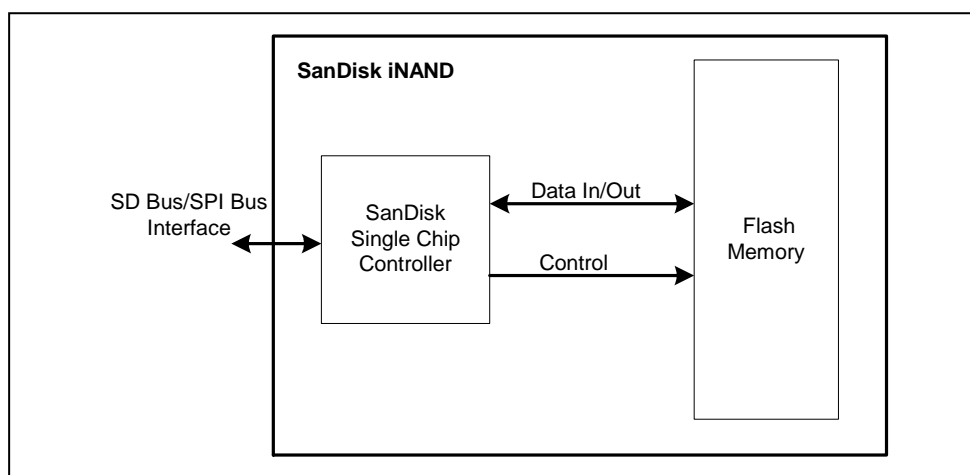 SanDisk iNAND
SD Bus/SPI Bus
Interface
SanDisk
Single Chip
Controller
Data In/Out
Control
Flash
Memory